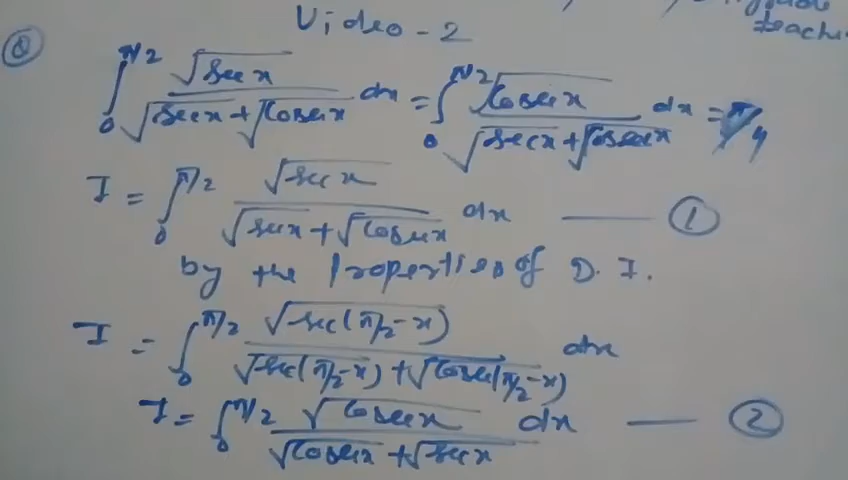 Video - 2
teachi
Q ∫₀^π/2 √sec x / √sec x + √cosec x dx = ∫₀^π/2 √cosec x / √sec x + √cosec x dx = π/4
I = ∫₀^π/2 √sec x / √sec x + √cosec x dx —— ①
by the Properties of D. I.
I = ∫₀^π/2 √sec(π/2 - x) / √sec(π/2 - x) + √cosec(π/2 - x) dx
I = ∫₀^π/2 √cosec x / √cosec x + √sec x dx —— ②